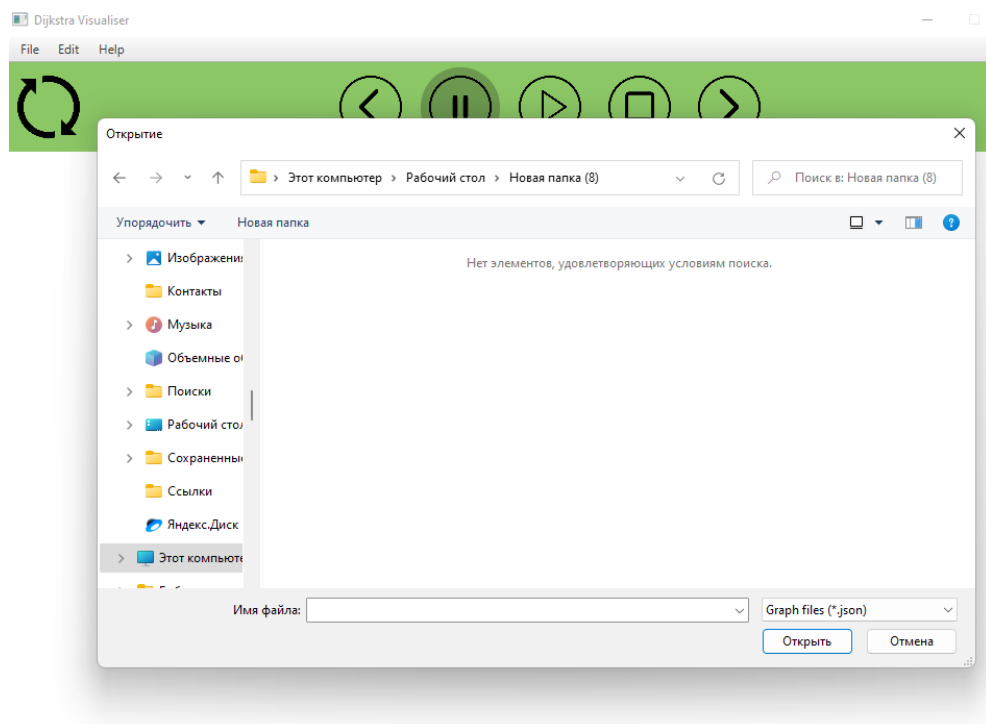 Dijkstra Visualiser
File Edit Help
Открытие
Этот компьютер › Рабочий стол › Новая папка (8)
Поиск в: Новая папка (8)
Упорядочить Новая папка
Изображения
Нет элементов, удовлетворяющих условиям поиска.
Контакты
Музыка
Объемные о
Поиски
Рабочий стол
Сохраненны
Ссылки
Яндекс.Диск
Этот компьюте
Имя файла:
Graph files (*.json)
Открыть Отмена